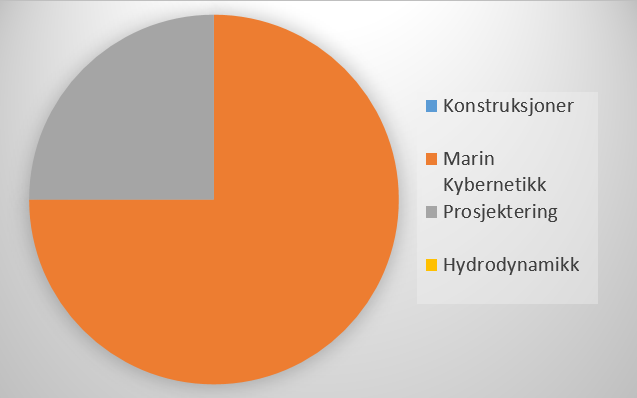 Konstruksjoner
Marin
Kybernetikk
Prosjektering
Hydrodynamikk